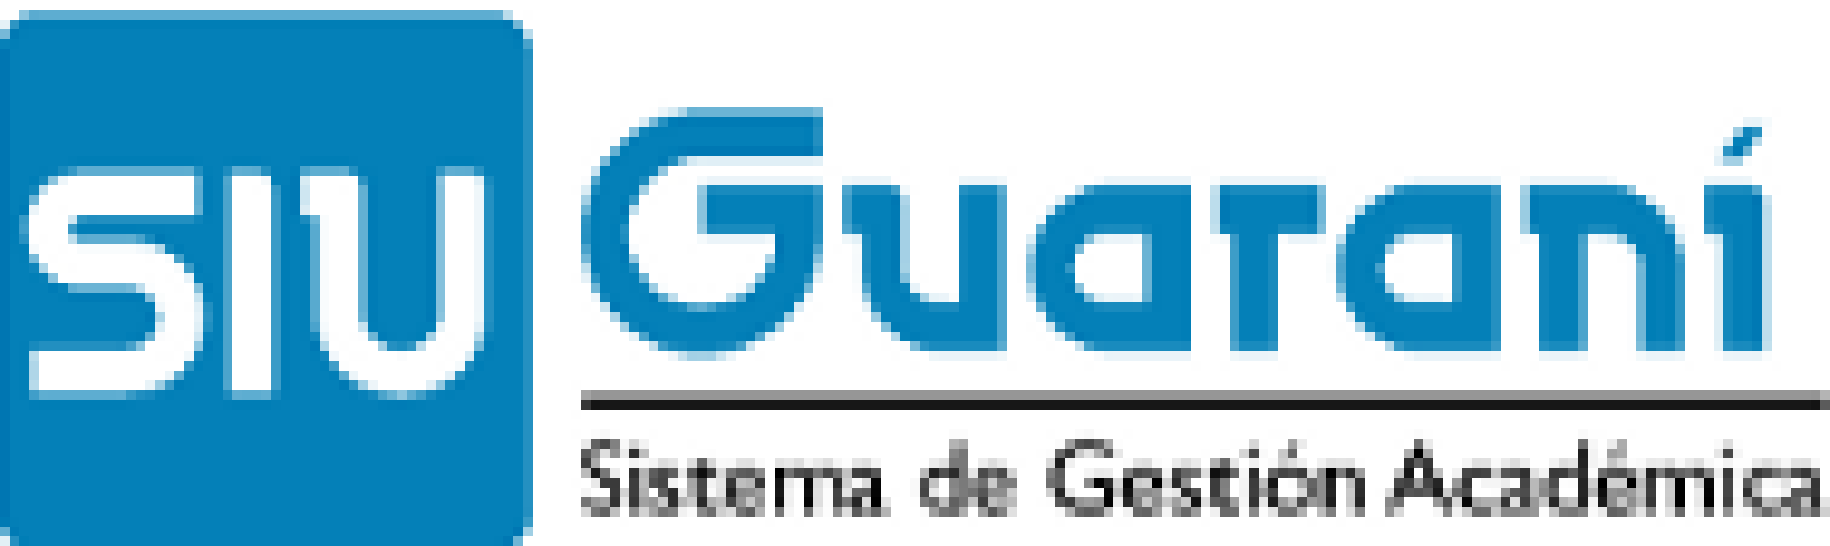 SIU
Guaraní
Sistema de Gestión Académica